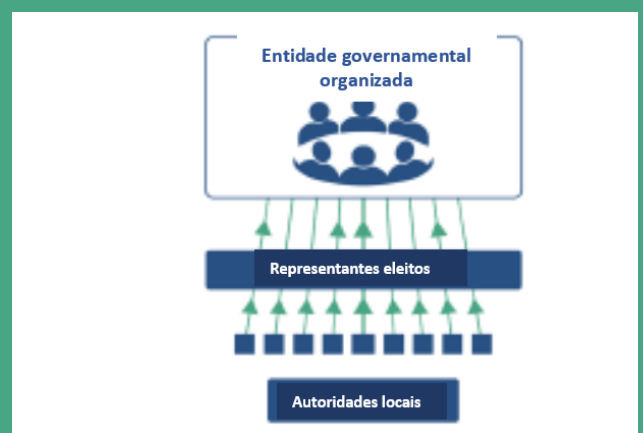 Entidade governamental
organizada
Representantes eleitos
Autoridades locais